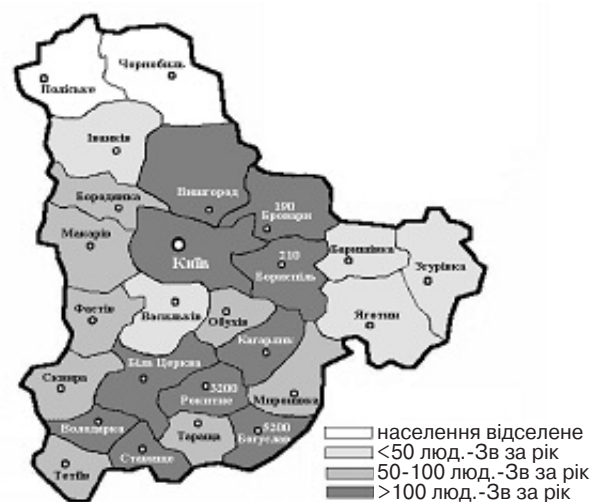 Чорнобиль
Поліське
Іванків
Вишгород
190
Бородянка
Бровари
Макарів
210
Баришівка
Київ
Бориспіль
Згурівка
Васильків
Фастів
Обухів
Яготин
Кагарлик
Біла Церква
Сквира
3200
Рокитне
Миронівка
Володарка
Тараща
5200
Богуслав
Ставище
Тетіїв
населення відселене
<50 люд.-Зв за рік
50-100 люд.-Зв за рік
>100 люд.-Зв за рік